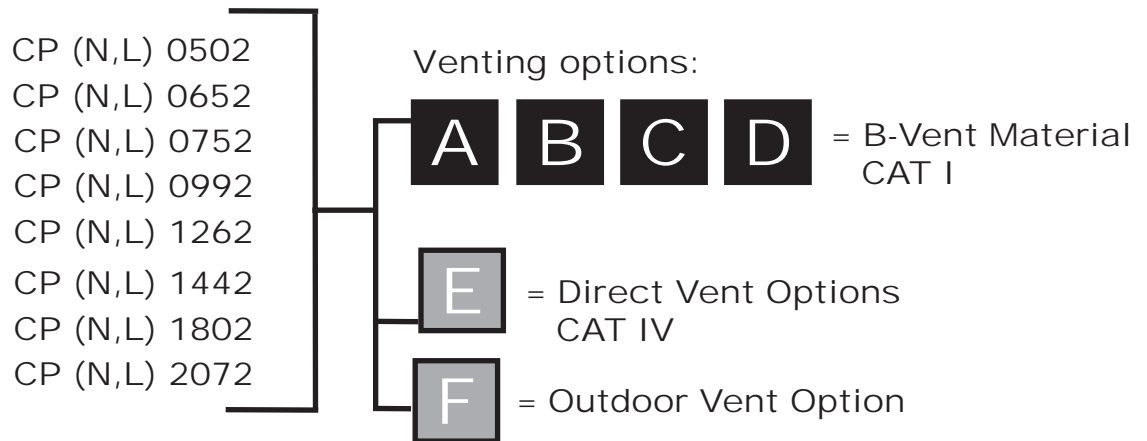 CP (N,L) 0502
CP (N,L) 0652
CP (N,L) 0752
CP (N,L) 0992
CP (N,L) 1262
CP (N,L) 1442
CP (N,L) 1802
CP (N,L) 2072
Venting options:
A B C D = B-Vent Material
CAT I
E = Direct Vent Options
CAT IV
F = Outdoor Vent Option